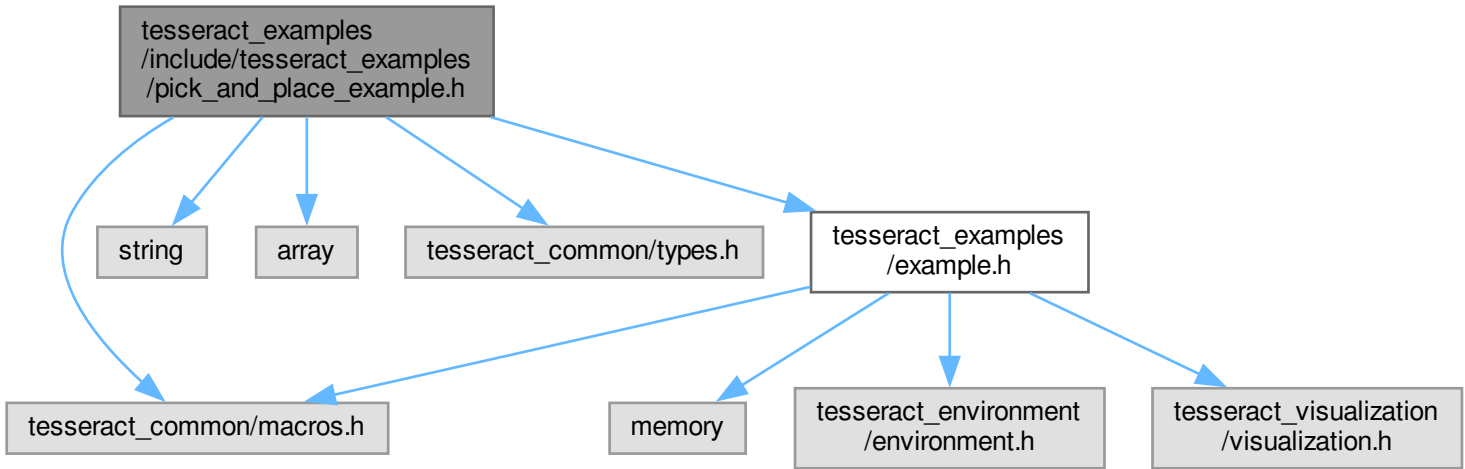 tesseract_examples
/include/tesseract_examples
/pick_and_place_example.h
string
array
tesseract_common/types.h
tesseract_examples
/example.h
tesseract_common/macros.h
memory
tesseract_environment
/environment.h
tesseract_visualization
/visualization.h